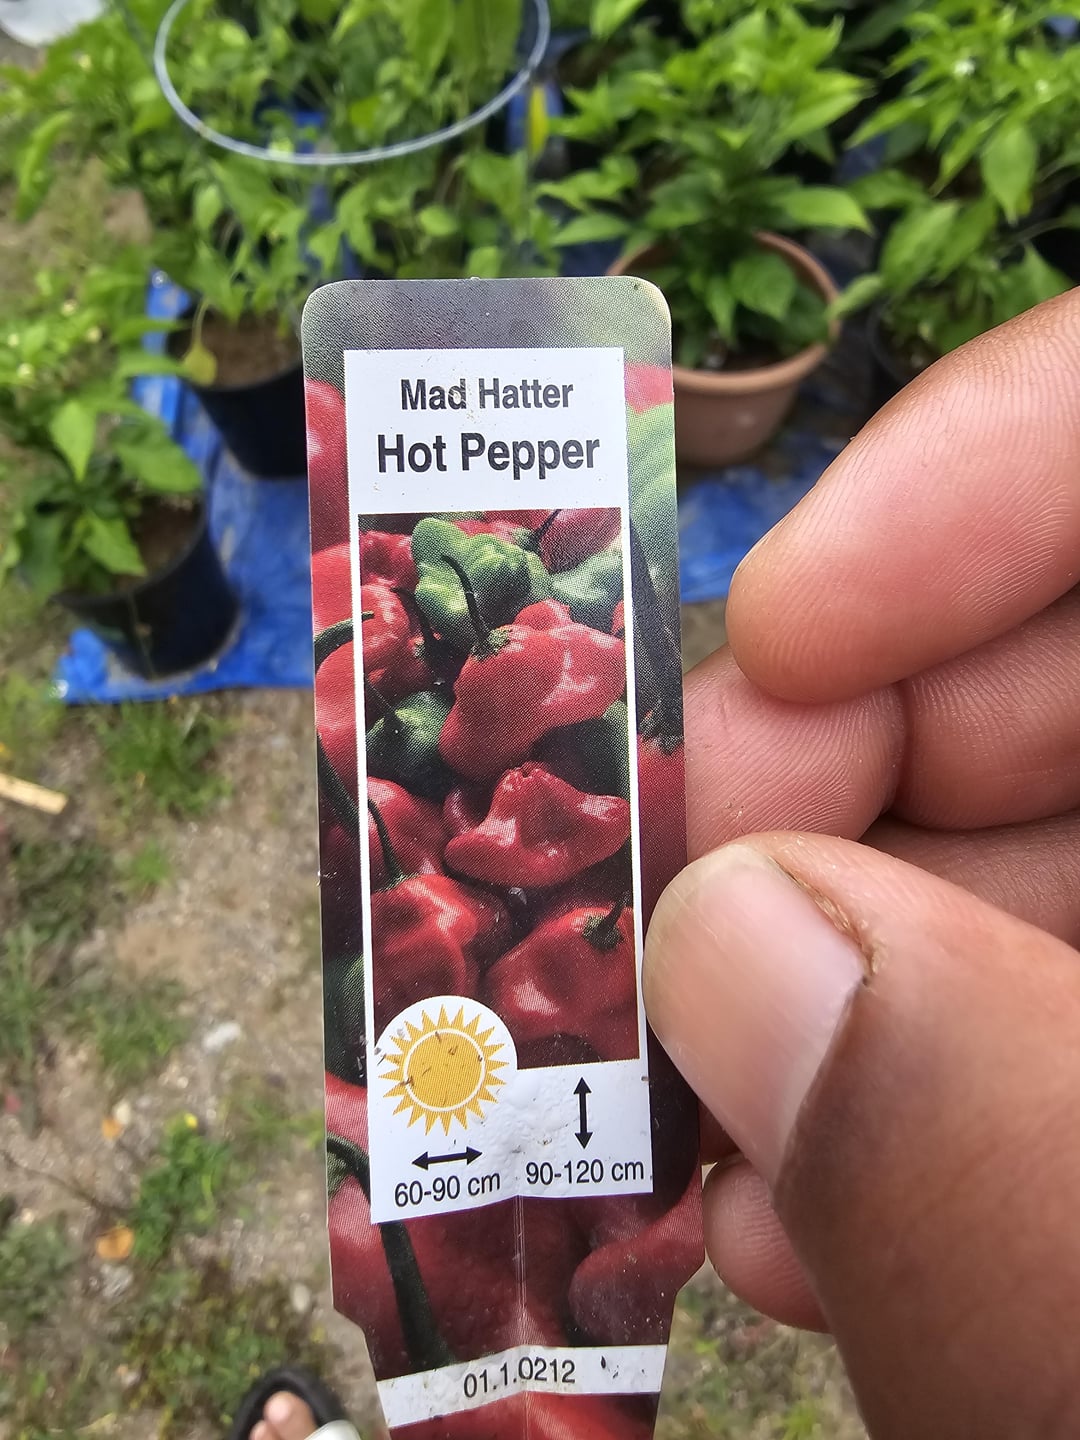 Mad Hatter
Hot Pepper
60-90 cm
90-120 cm
01.1.0212